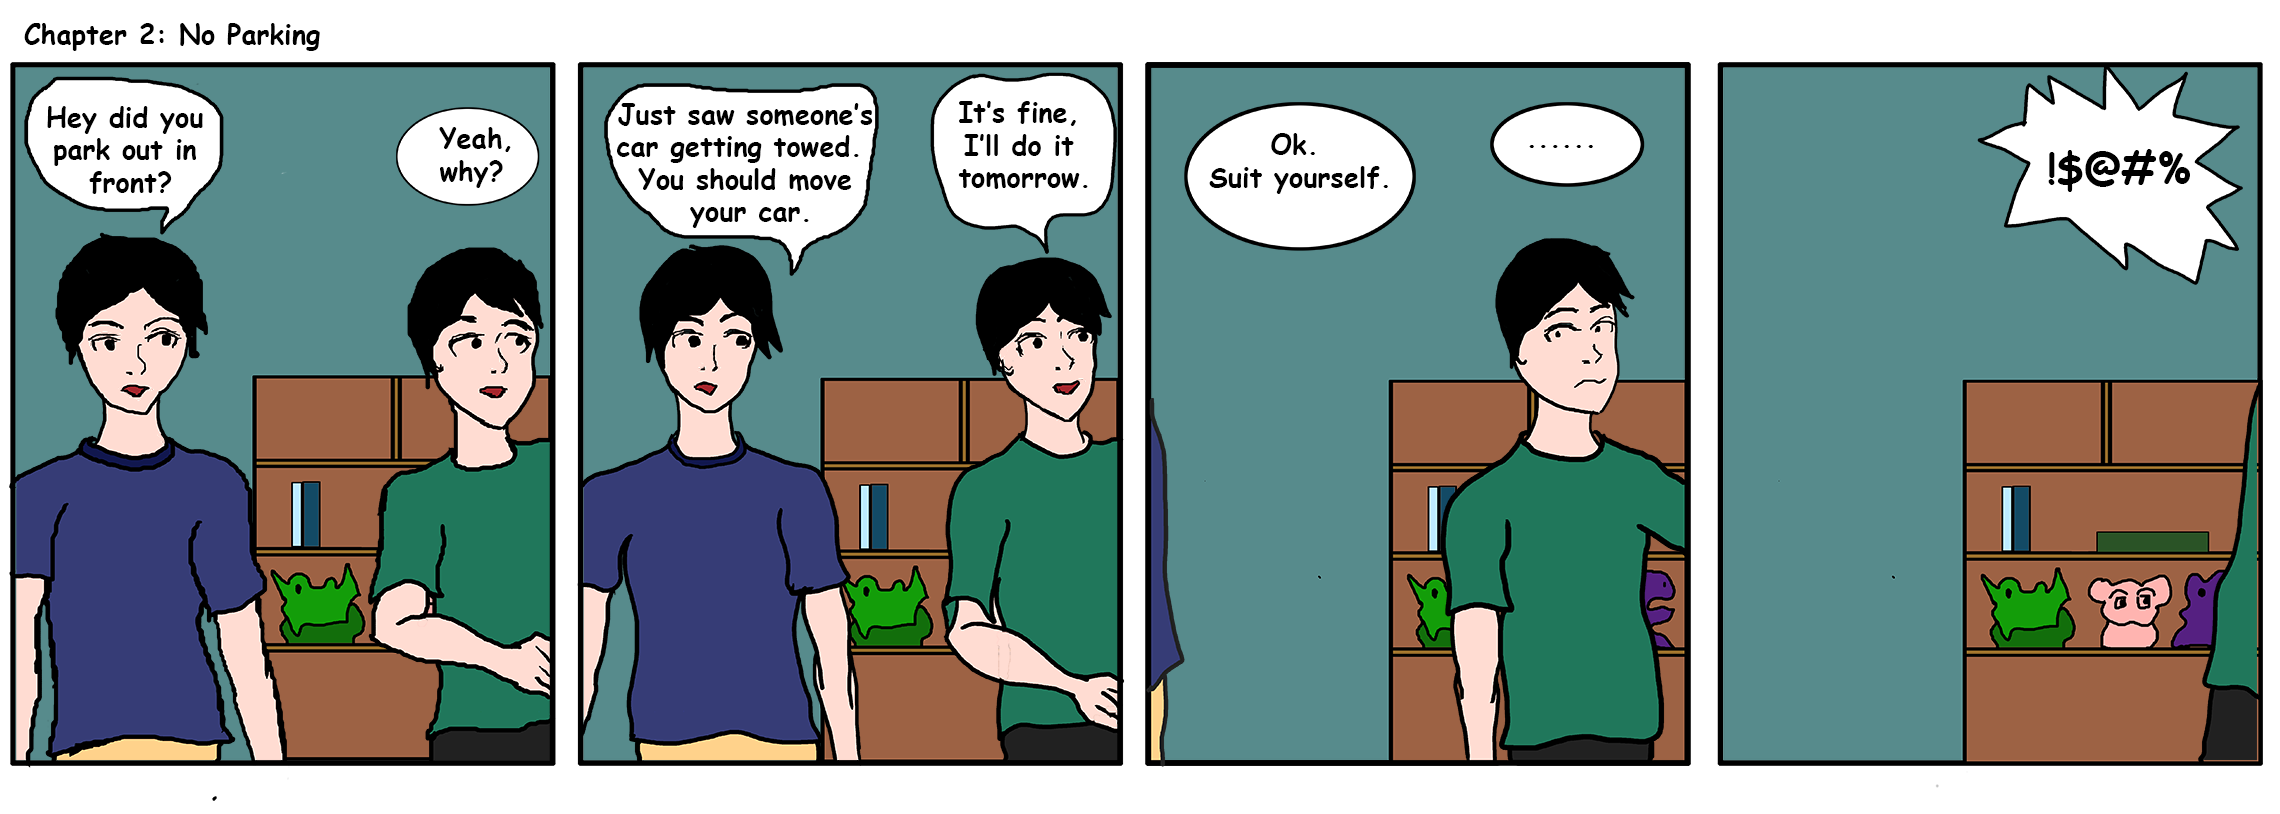 Chapter 2: No Parking
Hey did you
park out in
front?
Yeah,
why?
Just saw someone's
car getting towed.
You should move
your car.
It's fine,
I'll do it
tomorrow.
Ok.
Suit yourself.
......
!$@#%